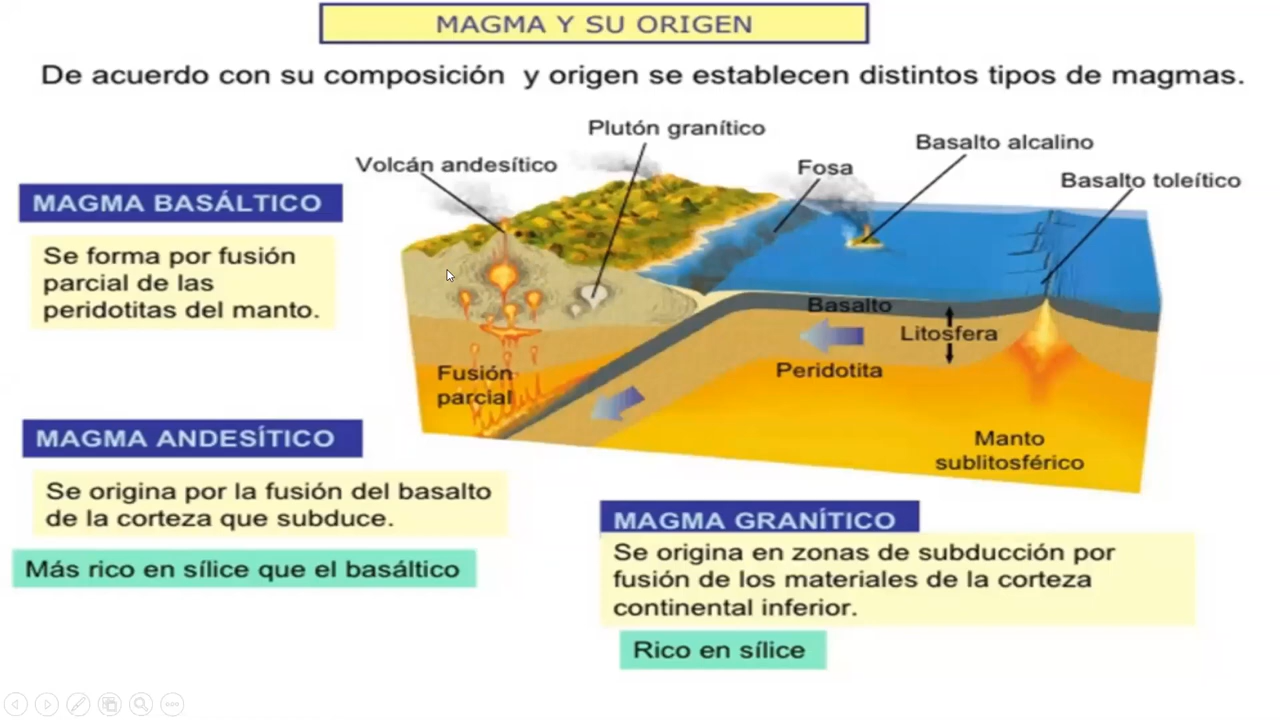 MAGMA Y SU ORIGEN
De acuerdo con su composición y origen se establecen distintos tipos de magmas.
Plutón granítico
Volcán andesítico
Fosa
Basalto alcalino
Basalto toleítico
MAGMA BASÁLTICO
Se forma por fusión
parcial de las
peridotitas del manto.
Basalto
Litosfera
Peridotita
Fusión
parcial
Manto
sublitosférico
MAGMA ANDESÍTICO
Se origina por la fusión del basalto
de la corteza que subduce.
Más rico en sílice que el basáltico
MAGMA GRANÍTICO
Se origina en zonas de subducción por
fusión de los materiales de la corteza
continental inferior.
Rico en sílice